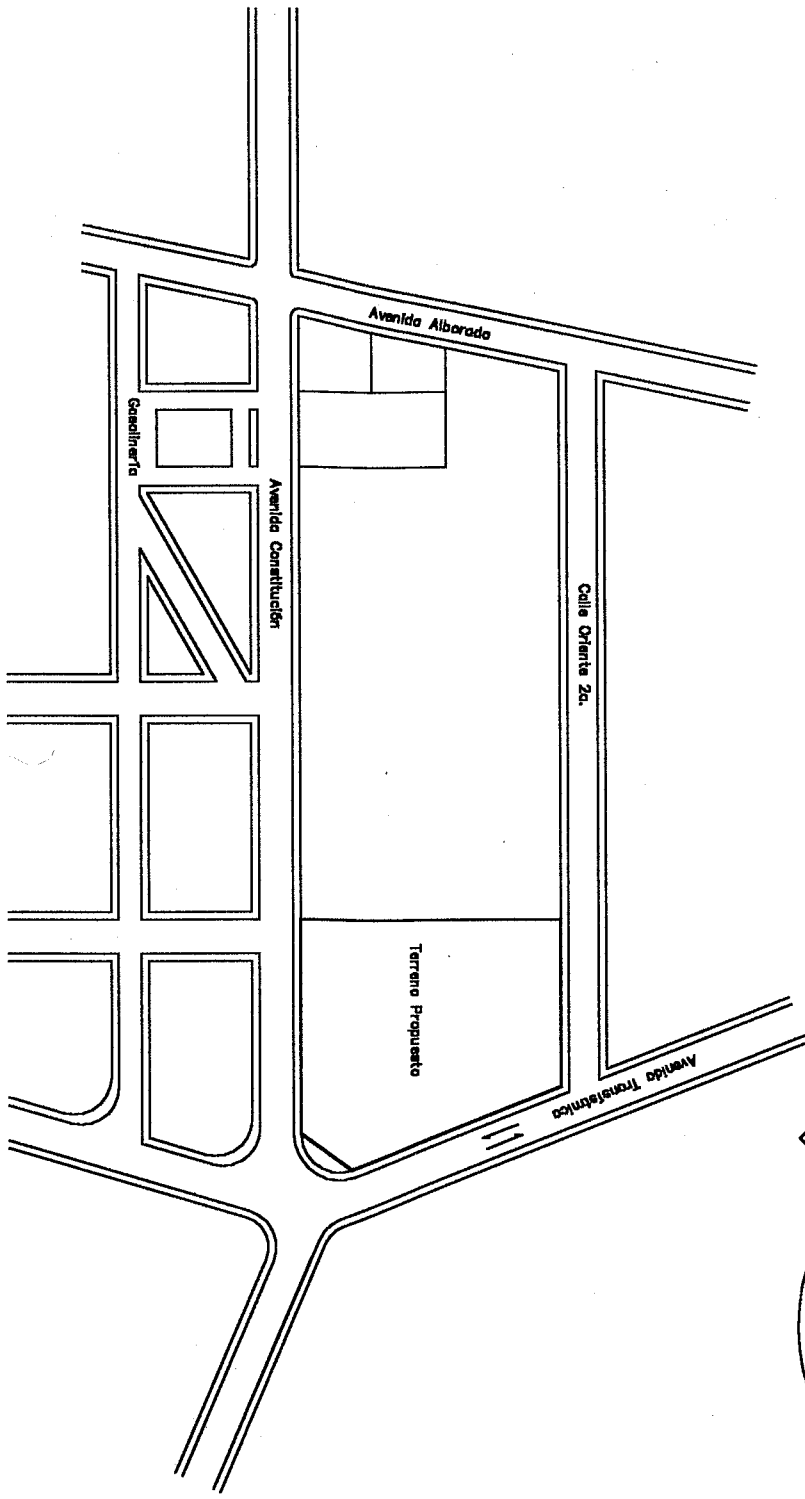 Avenida Alborada
Gasolinería
Avenida Constitución
Calle Oriente 2a.
Terreno Propuesto
Avenida Transístmica